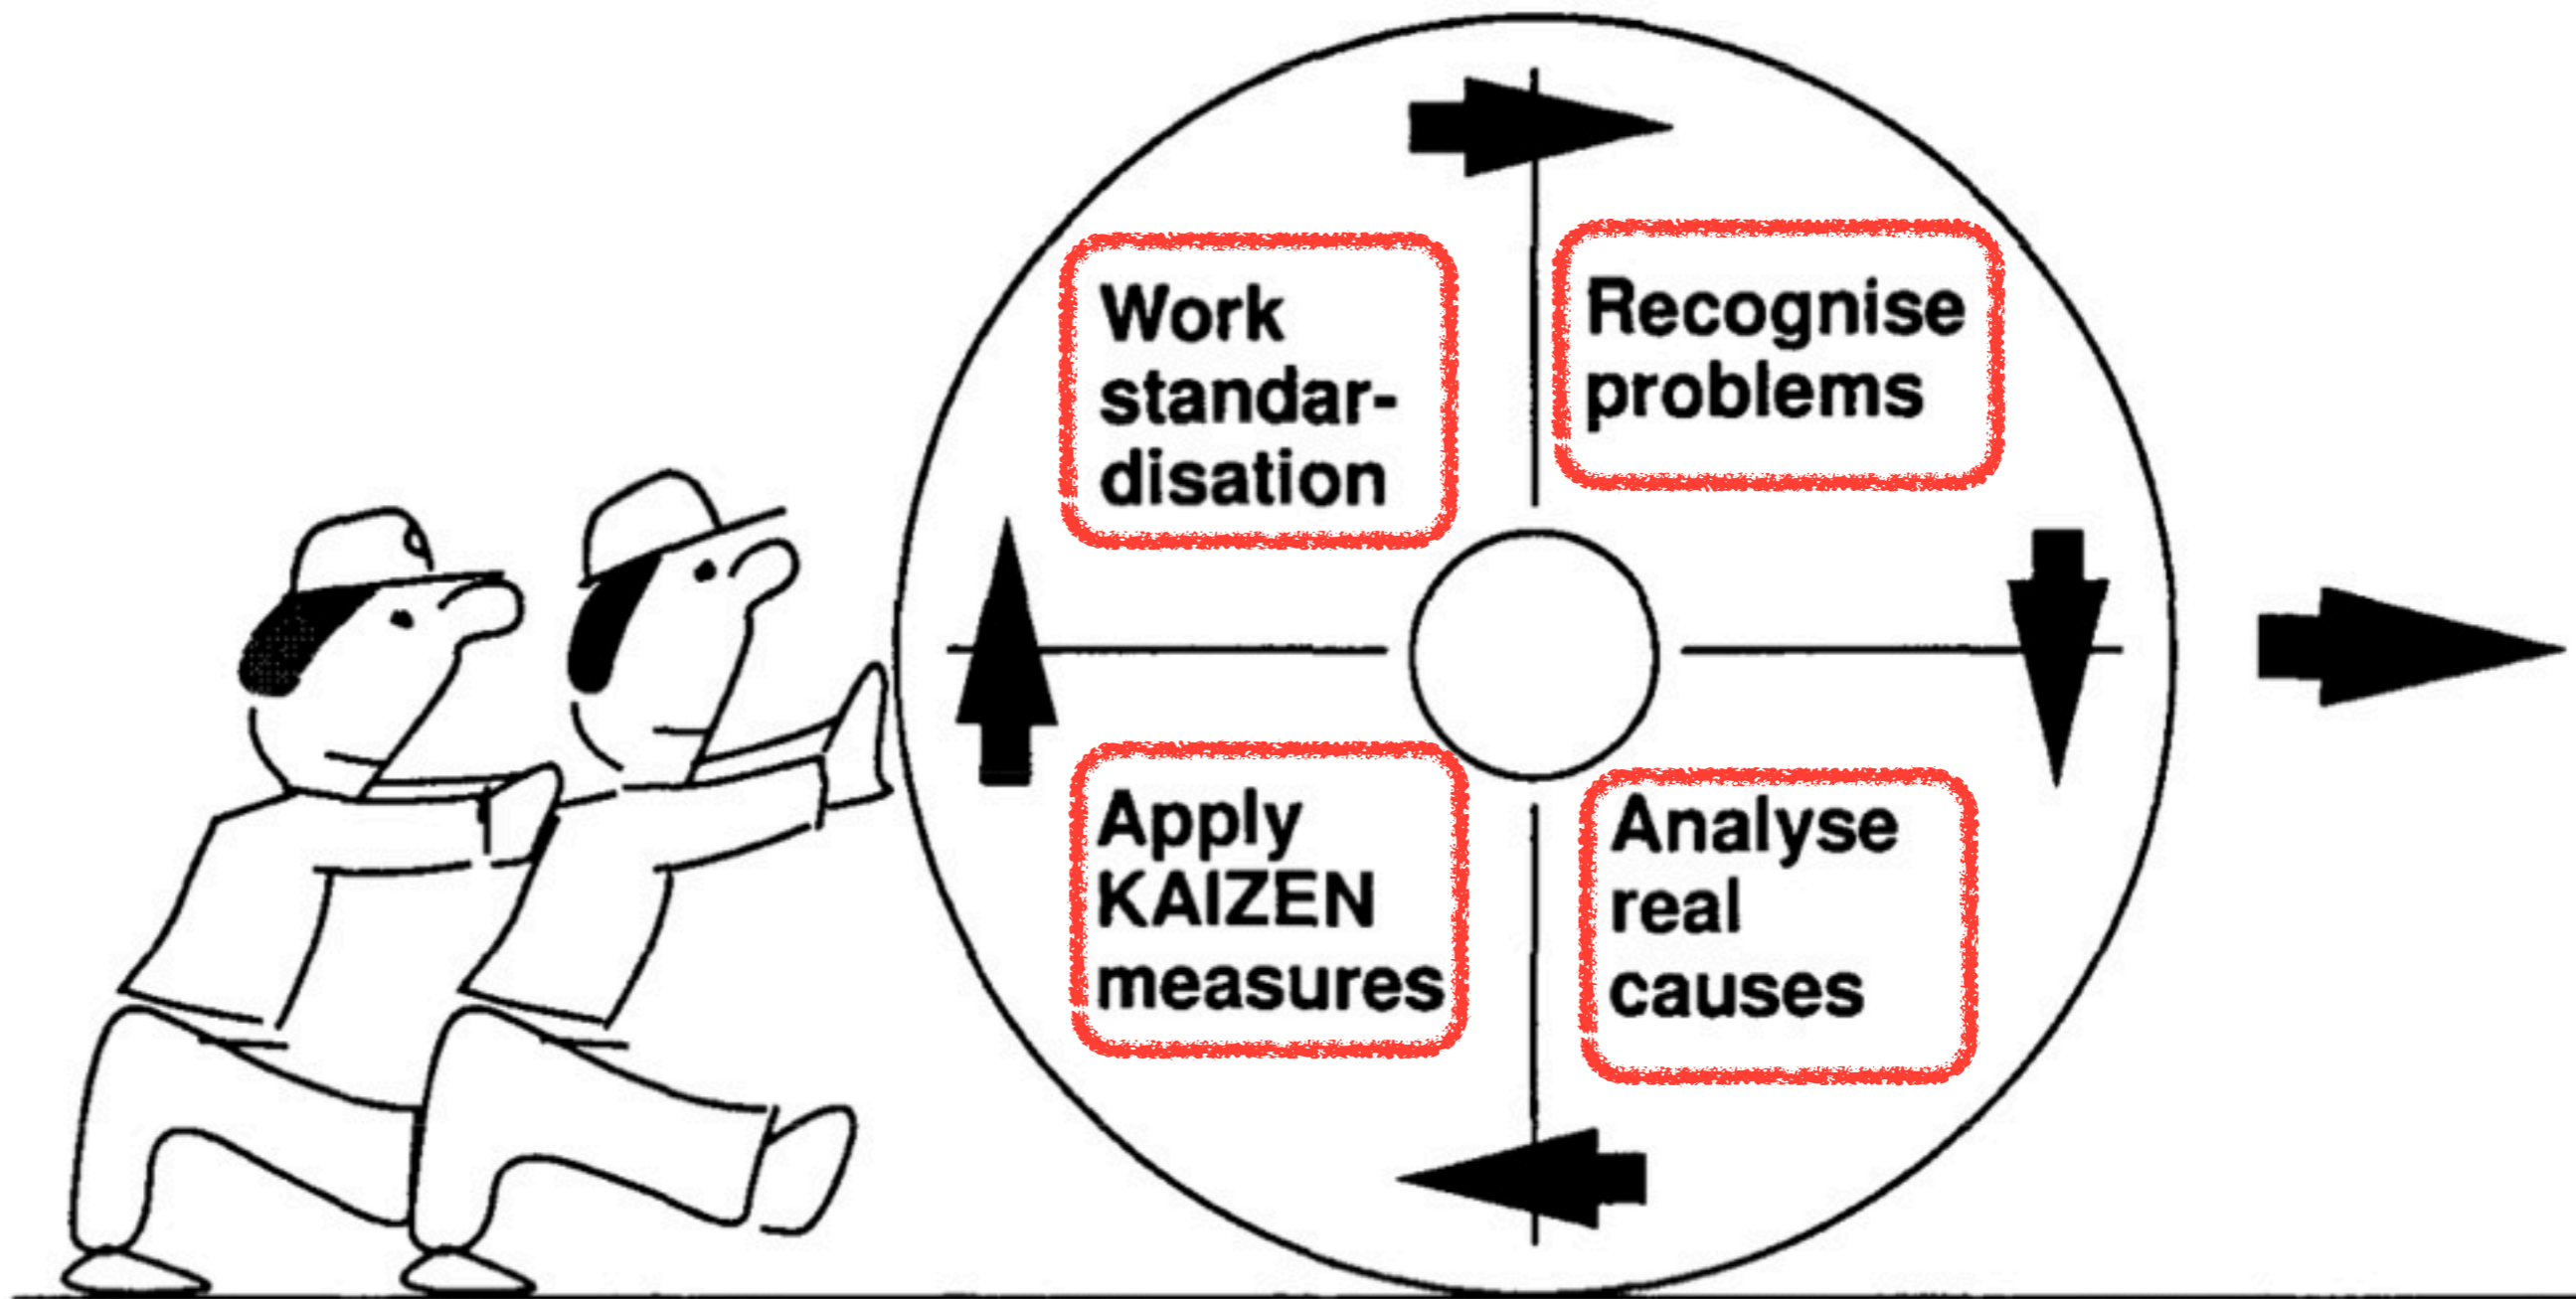 Work
standar-
disation
Recognise
problems
Apply
KAIZEN
measures
Analyse
real
causes